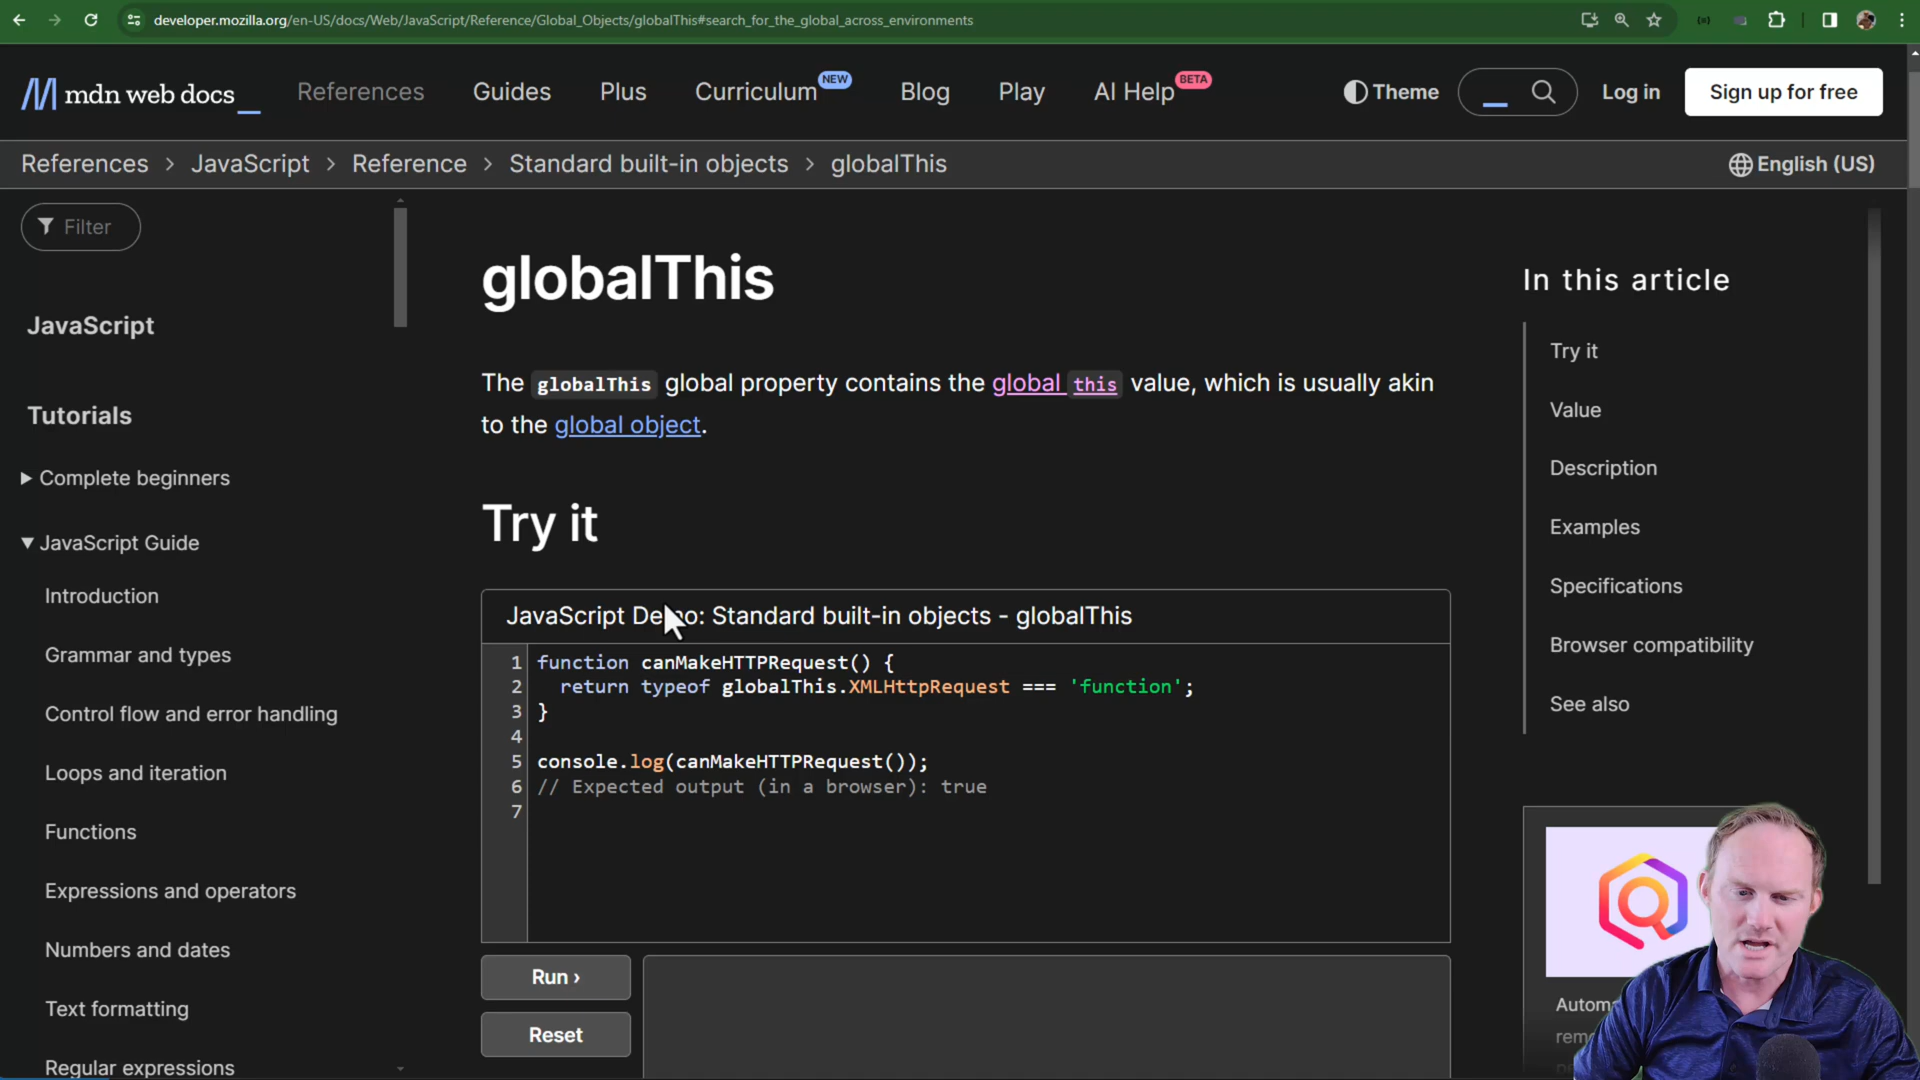 developer.mozilla.org/en-US/docs/Web/JavaScript/Reference/Global_Objects/globalThis#search_for_the_global_across_environments
mdn web docs_ References Guides Plus Curriculum NEW Blog Play AI Help BETA Theme Log in Sign up for free
References > JavaScript > Reference > Standard built-in objects > globalThis English (US)
Filter
JavaScript
Tutorials
▶ Complete beginners
▼ JavaScript Guide
Introduction
Grammar and types
Control flow and error handling
Loops and iteration
Functions
Expressions and operators
Numbers and dates
Text formatting
Regular expressions
globalThis
The globalThis global property contains the global this value, which is usually akin
to the global object.
Try it
JavaScript Demo: Standard built-in objects - globalThis
1 function canMakeHTTPRequest() {
2 return typeof globalThis.XMLHttpRequest === 'function';
3 }
4
5 console.log(canMakeHTTPRequest());
6 // Expected output (in a browser): true
7
Run ›
Reset
In this article
Try it
Value
Description
Examples
Specifications
Browser compatibility
See also